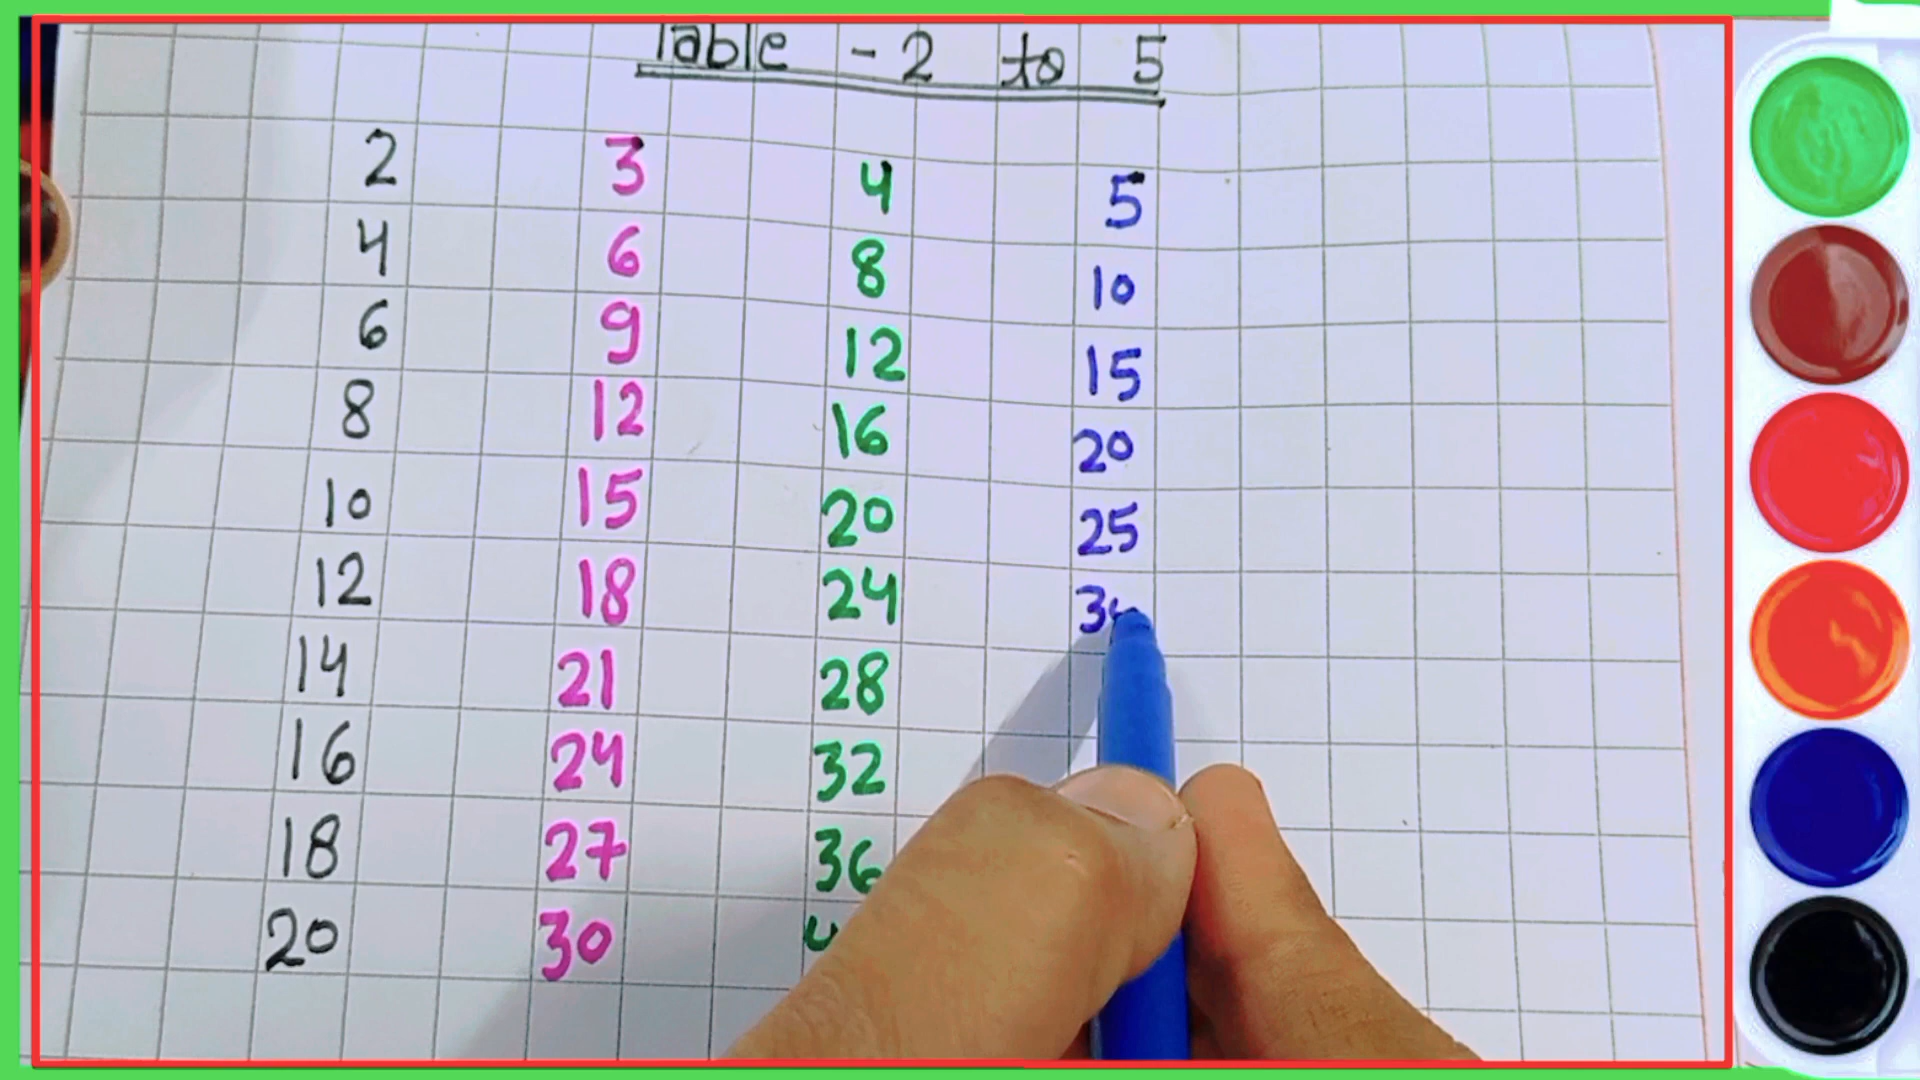 Table - 2 to 5
2 3 4 5
4 6 8 10
6 9 12 15
8 12 16 20
10 15 20 25
12 18 24
14 21 28
16 24 32
18 27 36
20 30